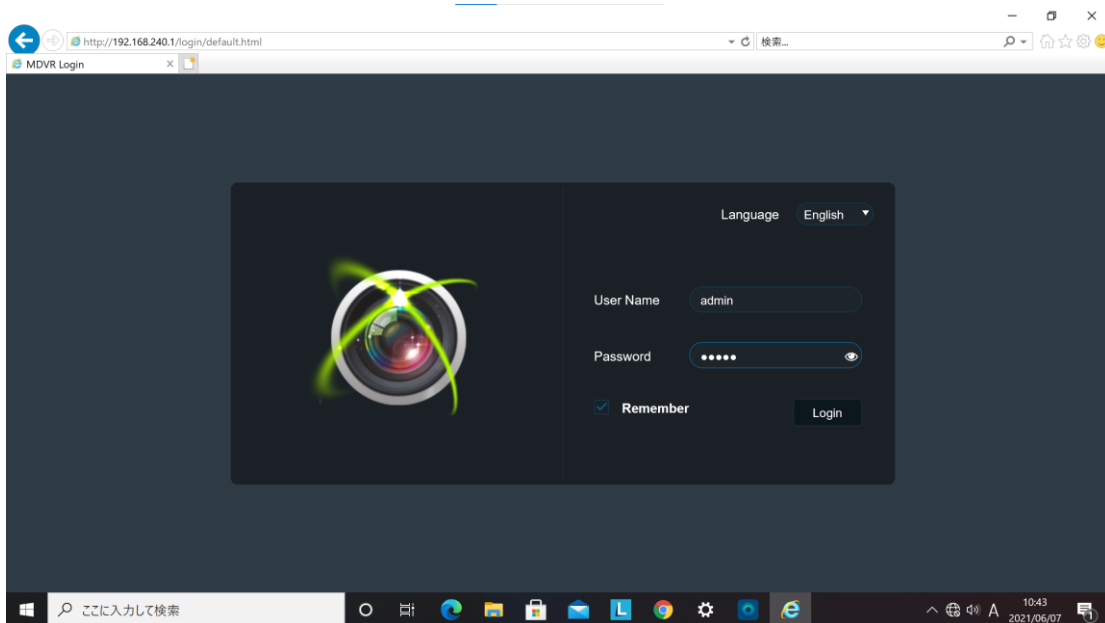 http://192.168.240.1/login/default.html
検索...
MDVR Login
Language English
User Name admin
Password •••••
Remember
Login
ここに入力して検索
L
A
10:43
2021/06/07
1